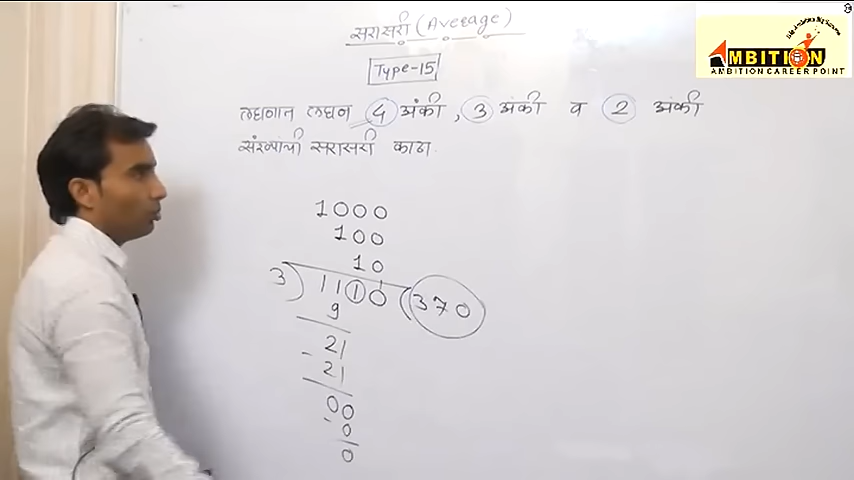 सरासरी (Average)
Type-15
AMBITION
AMBITION CAREER POINT
लहानात लहान 4 अंकी, 3 अंकी व 2 अंकी
संख्यांची सरासरी काढा.
1000
100
10
3) 1110 (370
9
21
- 21
00
- 0
0